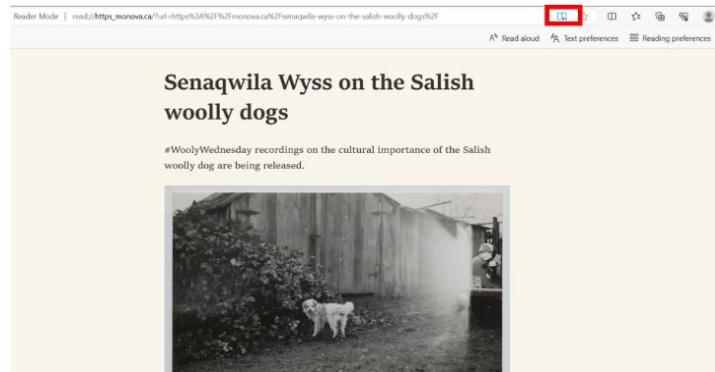 Reader Mode | read://https_monova.ca/?url=https%3A%2F%2Fmonova.ca%2Fsenaqwila-wyss-on-the-salish-woolly-dogs%2F
A Read aloud AA Text preferences Reading preferences
Senaqwila Wyss on the Salish
woolly dogs
#WoolyWednesday recordings on the cultural importance of the Salish
woolly dog are being released.